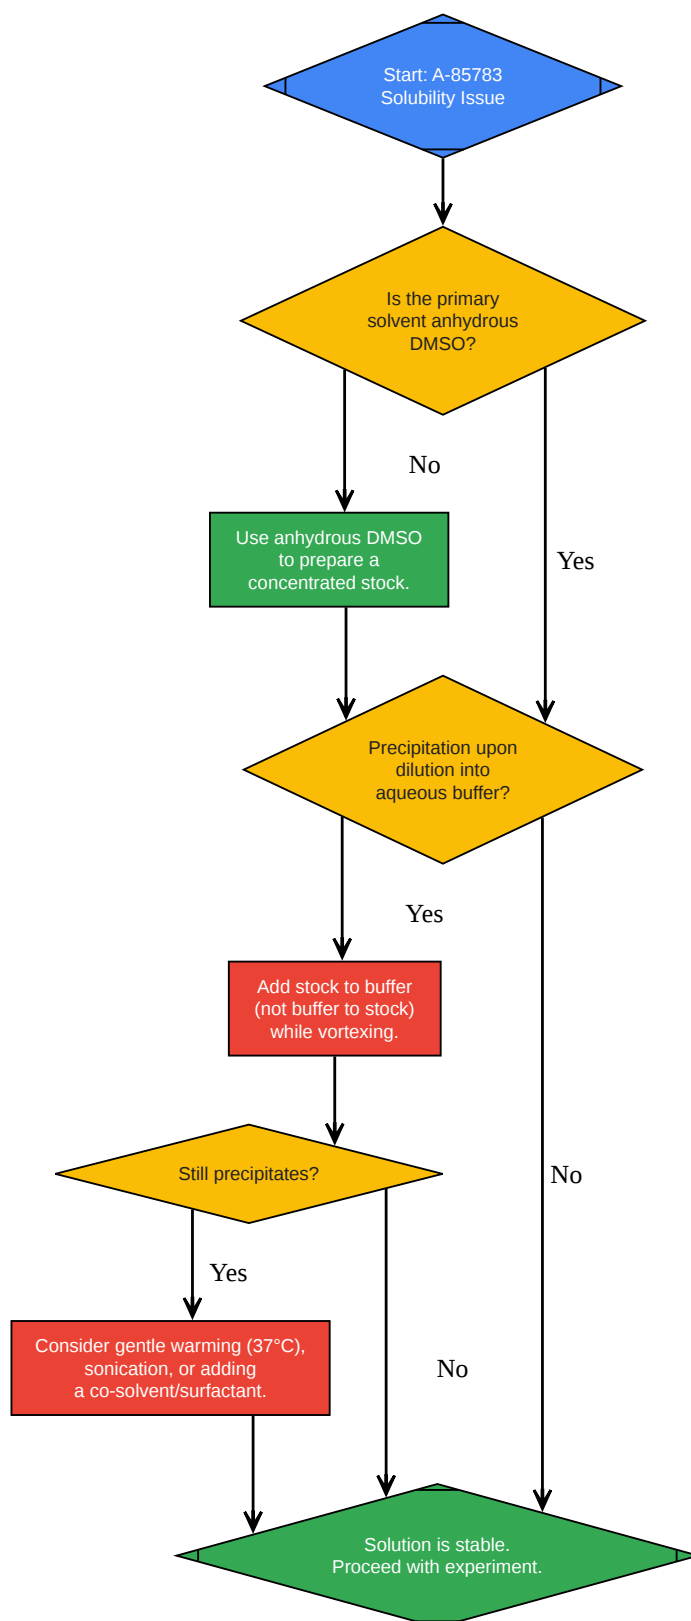 Start: A-85783
Solubility Issue
Is the primary
solvent anhydrous
DMSO?
No
Use anhydrous DMSO
to prepare a
concentrated stock.
Yes
Precipitation upon
dilution into
aqueous buffer?
Yes
Add stock to buffer
(not buffer to stock)
while vortexing.
Still precipitates?
No
Yes
Consider gentle warming (37°C),
sonication, or adding
a co-solvent/surfactant.
No
Solution is stable.
Proceed with experiment.